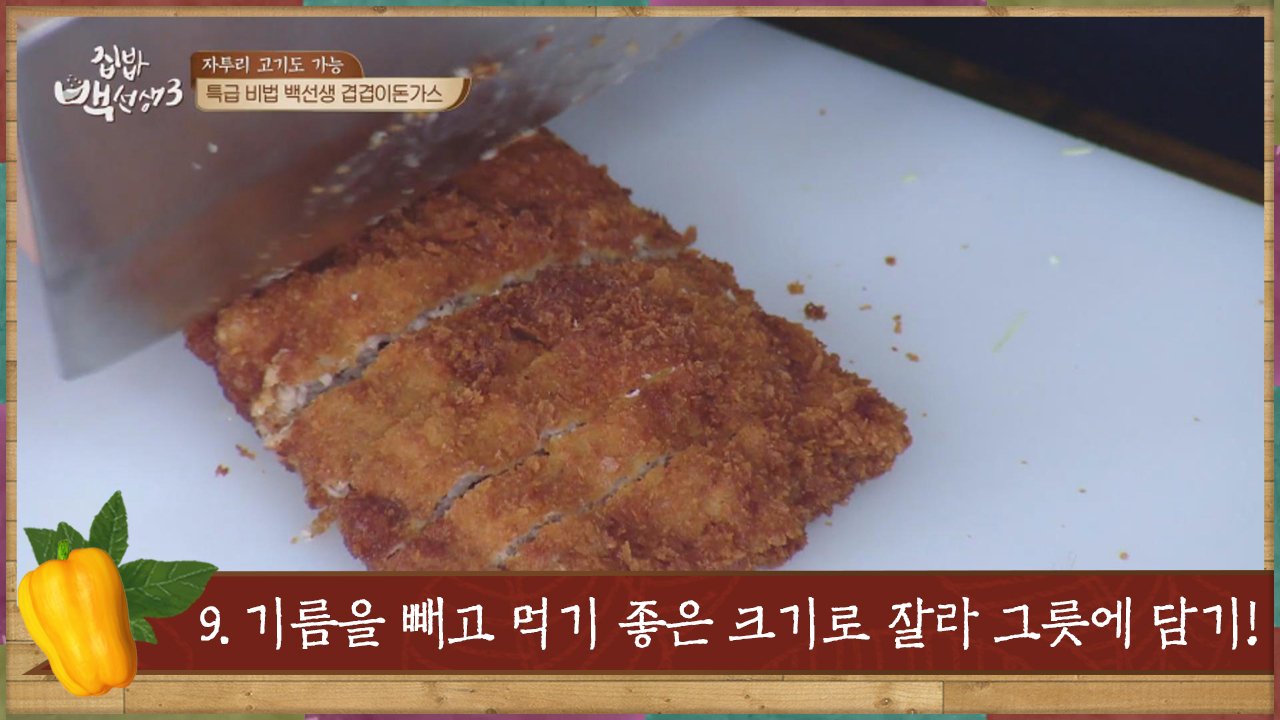 집밥
백선생3
자투리 고기도 가능
특급 비법 백선생 겹겹이돈가스
9. 기름을 빼고 먹기 좋은 크기로 잘라 그릇에 담기!